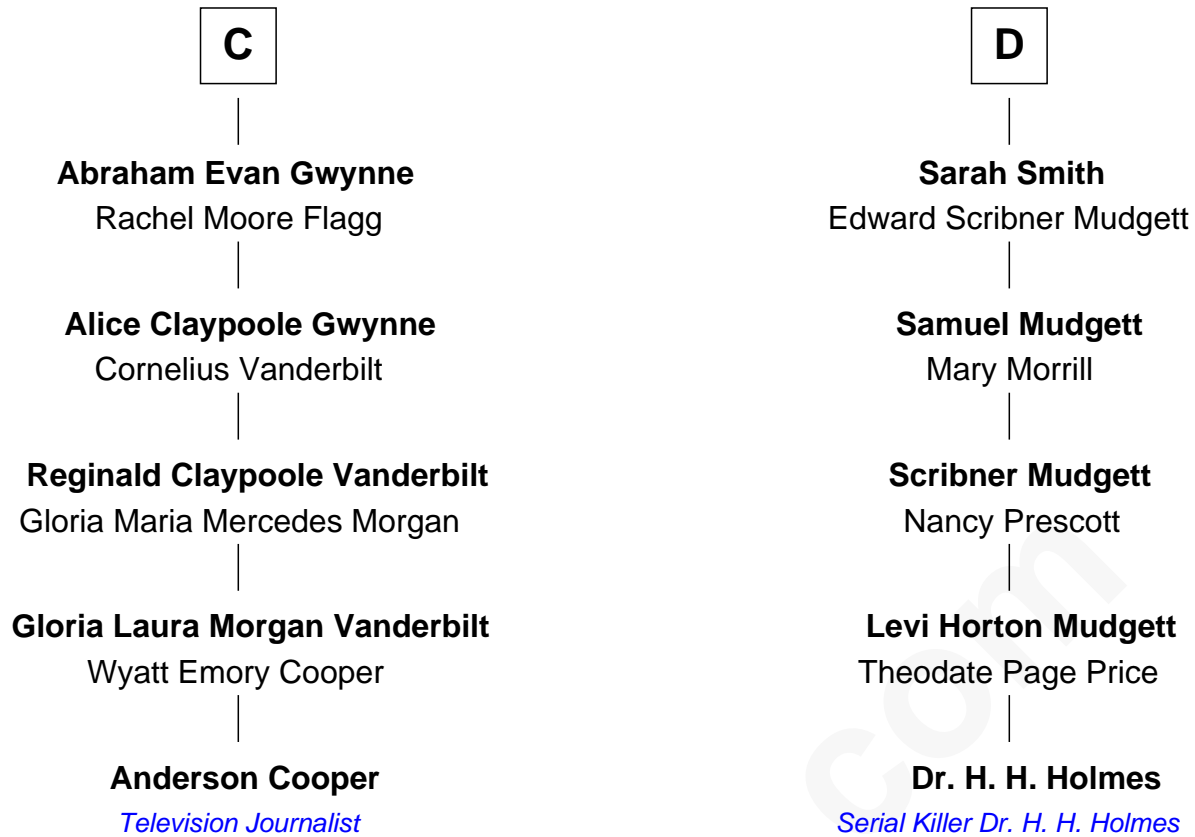 C
Abraham Evan Gwynne
Rachel Moore Flagg
Alice Claypoole Gwynne
Cornelius Vanderbilt
Reginald Claypoole Vanderbilt
Gloria Maria Mercedes Morgan
Gloria Laura Morgan Vanderbilt
Wyatt Emory Cooper
Anderson Cooper
Television Journalist
D
Sarah Smith
Edward Scribner Mudgett
Samuel Mudgett
Mary Morrill
Scribner Mudgett
Nancy Prescott
Levi Horton Mudgett
Theodate Page Price
Dr. H. H. Holmes
Serial Killer Dr. H. H. Holmes
com